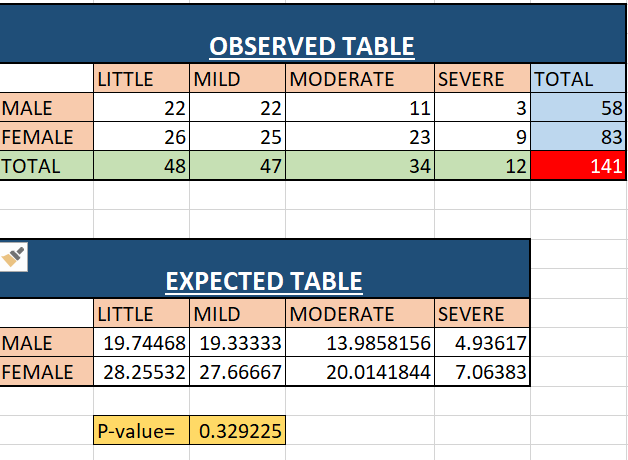 OBSERVED TABLE
LITTLE MILD MODERATE SEVERE TOTAL
MALE 22 22 11 3 58
FEMALE 26 25 23 9 83
TOTAL 48 47 34 12 141
EXPECTED TABLE
LITTLE MILD MODERATE SEVERE
MALE 19.74468 19.33333 13.9858156 4.93617
FEMALE 28.25532 27.66667 20.0141844 7.06383
P-value= 0.329225